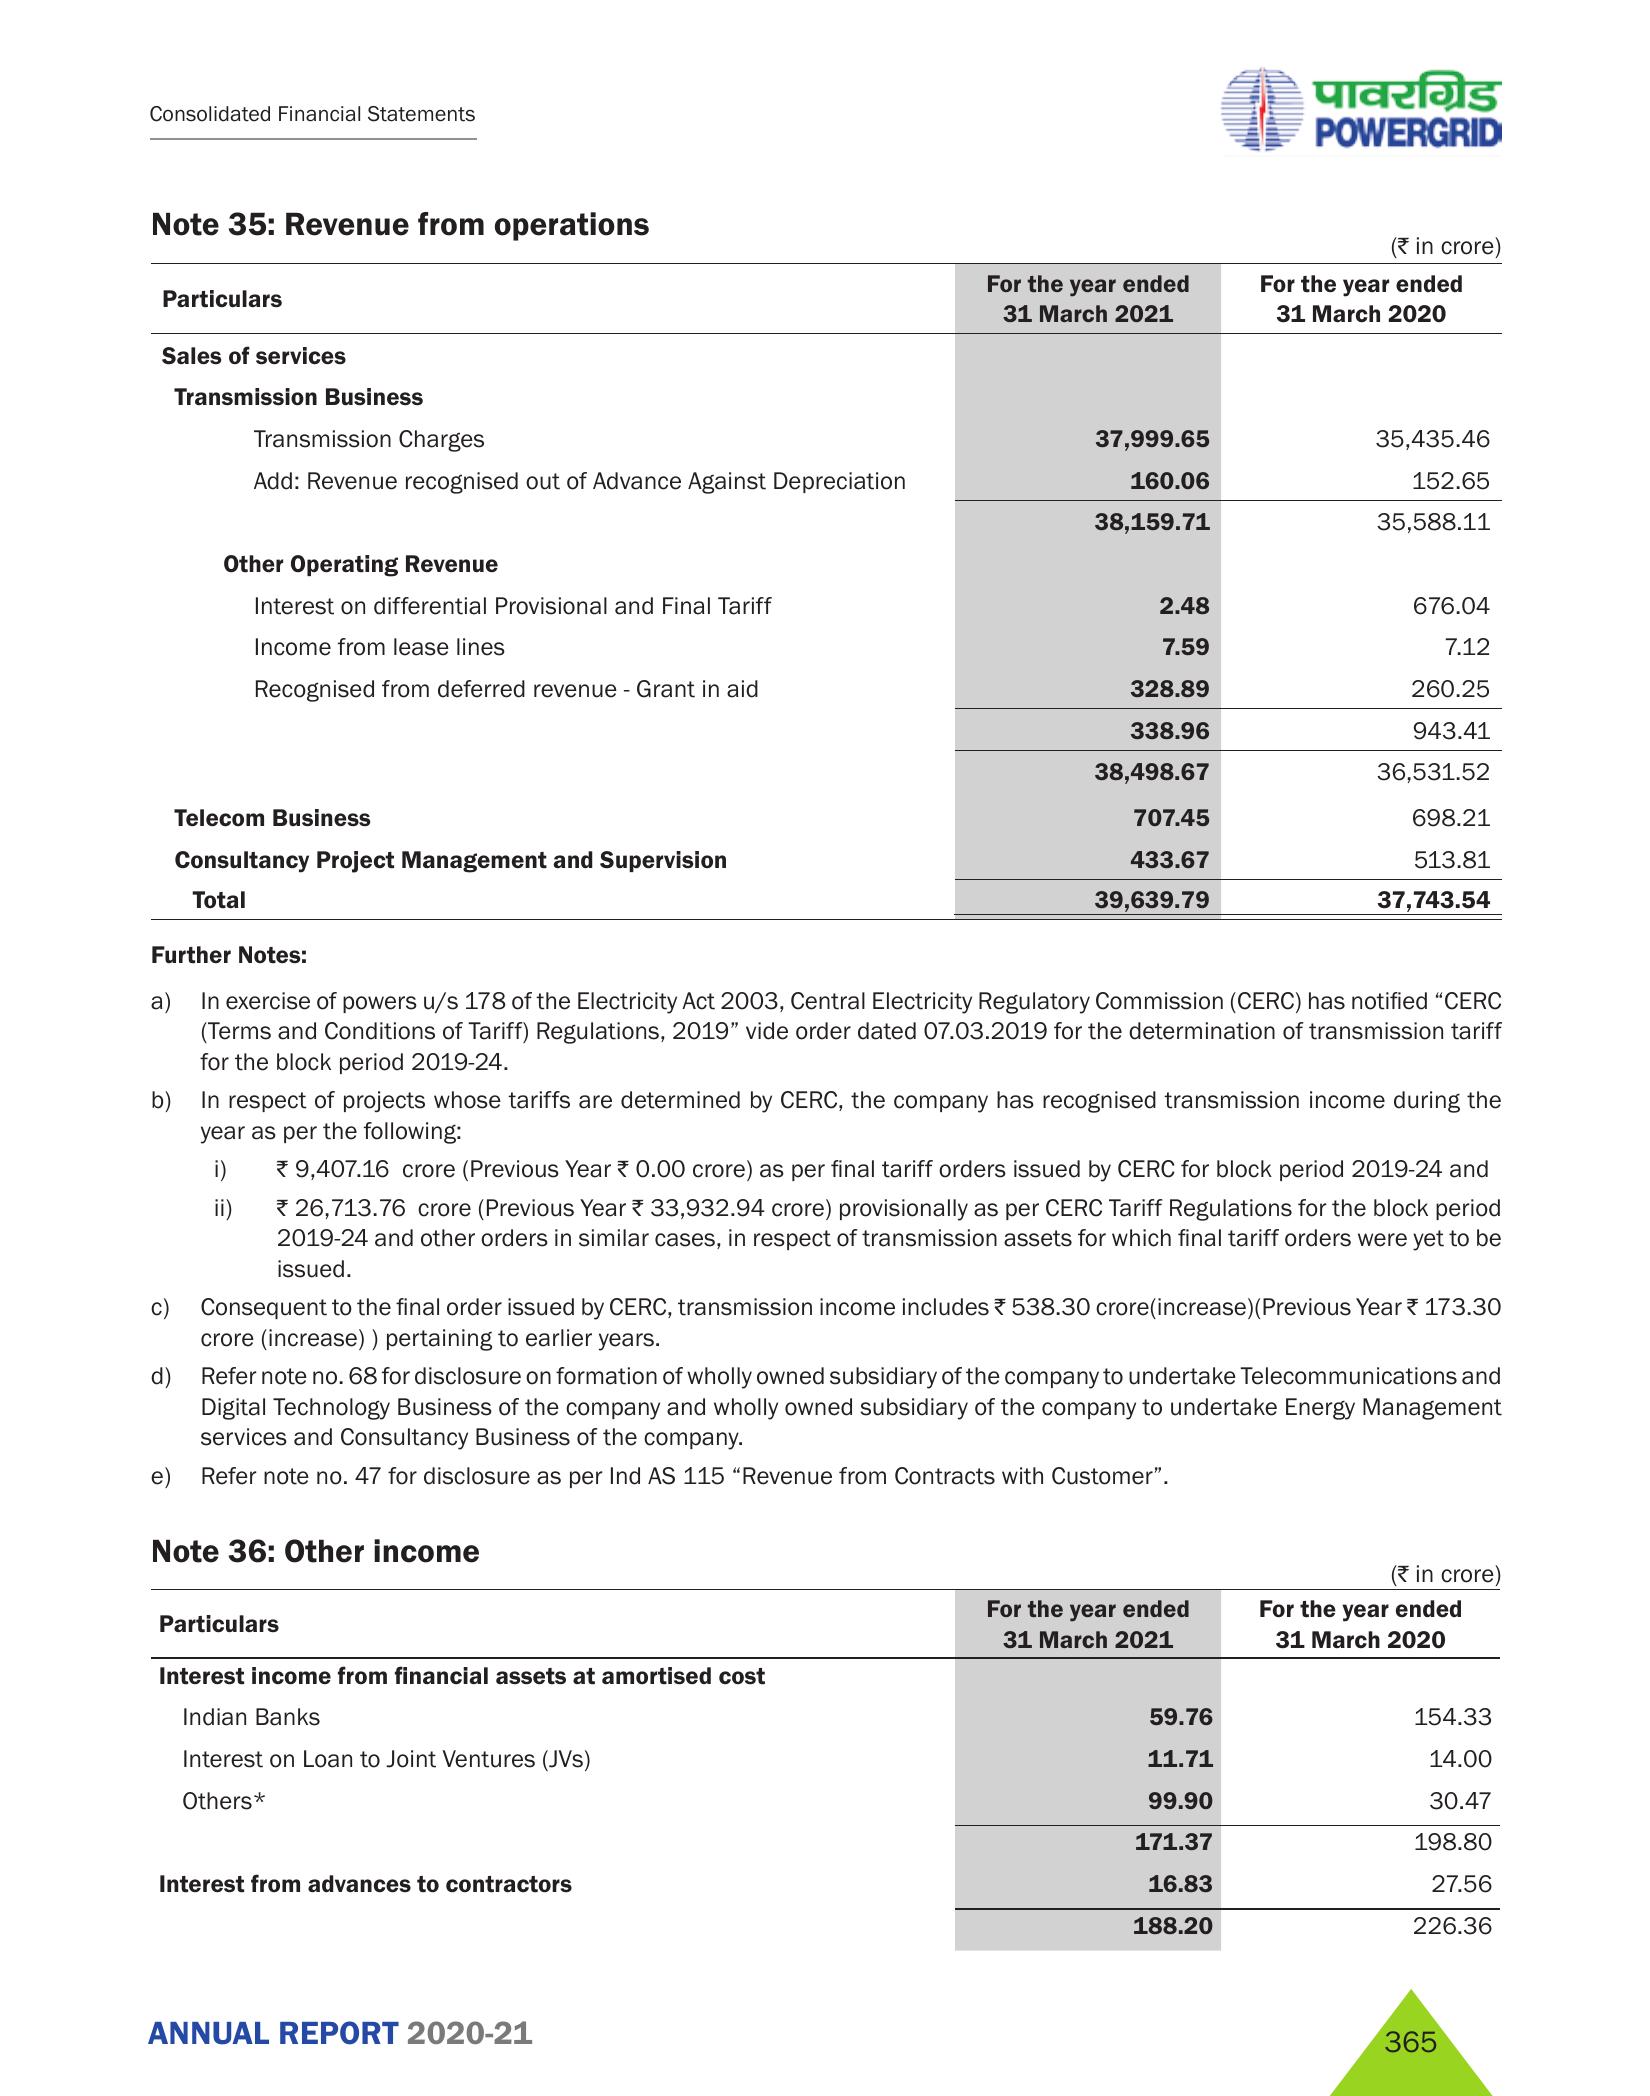 Consolidated Financial Statements
पावरग्रिड
POWERGRID
Note 35: Revenue from operations
(₹ in crore)
Particulars For the year ended 31 March 2021 For the year ended 31 March 2020
Sales of services
Transmission Business
Transmission Charges 37,999.65 35,435.46
Add: Revenue recognised out of Advance Against Depreciation 160.06 152.65
38,159.71 35,588.11
Other Operating Revenue
Interest on differential Provisional and Final Tariff 2.48 676.04
Income from lease lines 7.59 7.12
Recognised from deferred revenue - Grant in aid 328.89 260.25
338.96 943.41
38,498.67 36,531.52
Telecom Business 707.45 698.21
Consultancy Project Management and Supervision 433.67 513.81
Total 39,639.79 37,743.54
Further Notes:
a) In exercise of powers u/s 178 of the Electricity Act 2003, Central Electricity Regulatory Commission (CERC) has notified “CERC
(Terms and Conditions of Tariff) Regulations, 2019” vide order dated 07.03.2019 for the determination of transmission tariff
for the block period 2019-24.
b) In respect of projects whose tariffs are determined by CERC, the company has recognised transmission income during the
year as per the following:
i) ₹ 9,407.16 crore (Previous Year ₹ 0.00 crore) as per final tariff orders issued by CERC for block period 2019-24 and
ii) ₹ 26,713.76 crore (Previous Year ₹ 33,932.94 crore) provisionally as per CERC Tariff Regulations for the block period
2019-24 and other orders in similar cases, in respect of transmission assets for which final tariff orders were yet to be
issued.
c) Consequent to the final order issued by CERC, transmission income includes ₹ 538.30 crore(increase)(Previous Year ₹ 173.30
crore (increase) ) pertaining to earlier years.
d) Refer note no. 68 for disclosure on formation of wholly owned subsidiary of the company to undertake Telecommunications and
Digital Technology Business of the company and wholly owned subsidiary of the company to undertake Energy Management
services and Consultancy Business of the company.
e) Refer note no. 47 for disclosure as per Ind AS 115 “Revenue from Contracts with Customer”.
Note 36: Other income
(₹ in crore)
Particulars For the year ended 31 March 2021 For the year ended 31 March 2020
Interest income from financial assets at amortised cost
Indian Banks 59.76 154.33
Interest on Loan to Joint Ventures (JVs) 11.71 14.00
Others* 99.90 30.47
171.37 198.80
Interest from advances to contractors 16.83 27.56
188.20 226.36
ANNUAL REPORT 2020-21
365